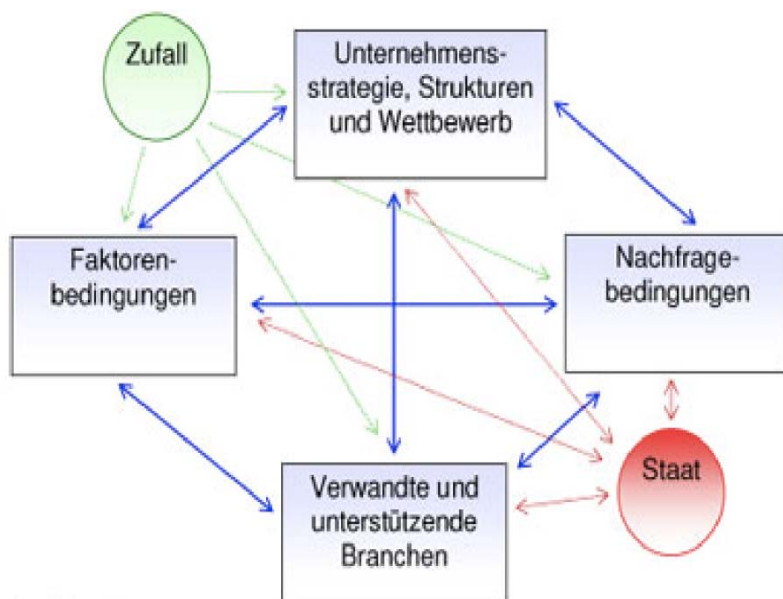 Zufall
Unternehmens-
strategie, Strukturen
und Wettbewerb
Faktoren-
bedingungen
Nachfrage-
bedingungen
Verwandte und
unterstützende
Branchen
Staat